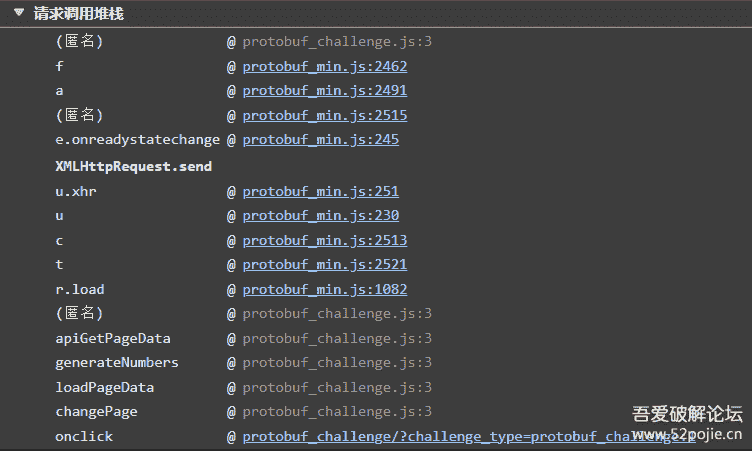 请求调用堆栈
(匿名) @ protobuf_challenge.js:3
f @ protobuf_min.js:2462
a @ protobuf_min.js:2491
(匿名) @ protobuf_min.js:2515
e.onreadystatechange @ protobuf_min.js:245
XMLHttpRequest.send
u.xhr @ protobuf_min.js:251
u @ protobuf_min.js:230
c @ protobuf_min.js:2513
t @ protobuf_min.js:2521
r.load @ protobuf_min.js:1082
(匿名) @ protobuf_challenge.js:3
apiGetPageData @ protobuf_challenge.js:3
generateNumbers @ protobuf_challenge.js:3
loadPageData @ protobuf_challenge.js:3
changePage @ protobuf_challenge.js:3
onclick @ protobuf_challenge/?challenge_type=protobuf_challenge
吾爱破解论坛
www.52pojie.cn